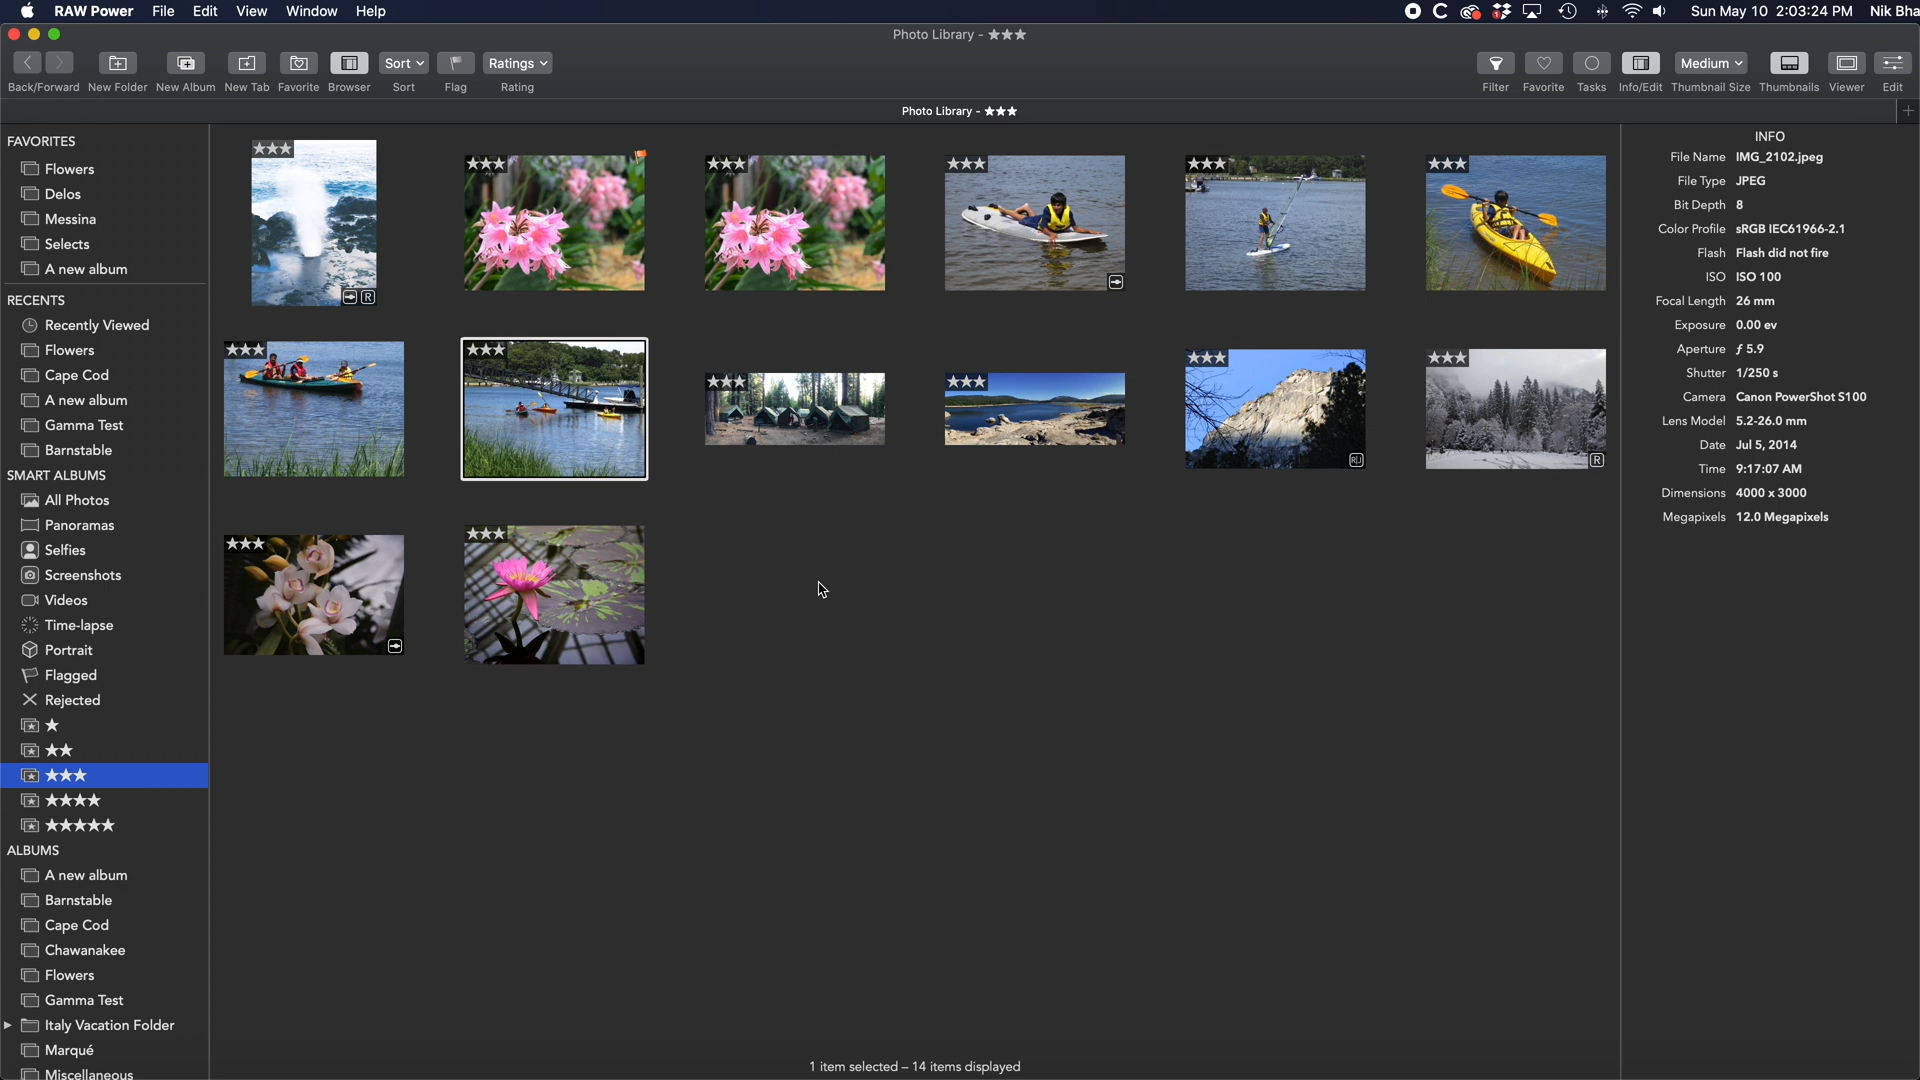 RAW Power File Edit View Window Help Sun May 10 2:03:24 PM Nik Bha
Photo Library - ★★★
Sort Ratings Medium
Back/Forward New Folder New Album New Tab Favorite Browser Sort Flag Rating Filter Favorite Tasks Info/Edit Thumbnail Size Thumbnails Viewer Edit
Photo Library - ★★★
FAVORITES
Flowers
Delos
Messina
Selects
A new album
RECENTS
Recently Viewed
Flowers
Cape Cod
A new album
Gamma Test
Barnstable
SMART ALBUMS
All Photos
Panoramas
Selfies
Screenshots
Videos
Time-lapse
Portrait
Flagged
Rejected
★
★★
★★★
★★★★
★★★★★
ALBUMS
A new album
Barnstable
Cape Cod
Chawanakee
Flowers
Gamma Test
Italy Vacation Folder
Marqué
Miscellaneous
★★★ ★★★ ★★★ ★★★ ★★★ ★★★
R
★★★ ★★★ ★★★ ★★★ ★★★ ★★★
RJ R
★★★ ★★★
1 item selected – 14 items displayed
INFO
File Name IMG_2102.jpeg
File Type JPEG
Bit Depth 8
Color Profile sRGB IEC61966-2.1
Flash Flash did not fire
ISO ISO 100
Focal Length 26 mm
Exposure 0.00 ev
Aperture ƒ 5.9
Shutter 1/250 s
Camera Canon PowerShot S100
Lens Model 5.2-26.0 mm
Date Jul 5, 2014
Time 9:17:07 AM
Dimensions 4000 x 3000
Megapixels 12.0 Megapixels